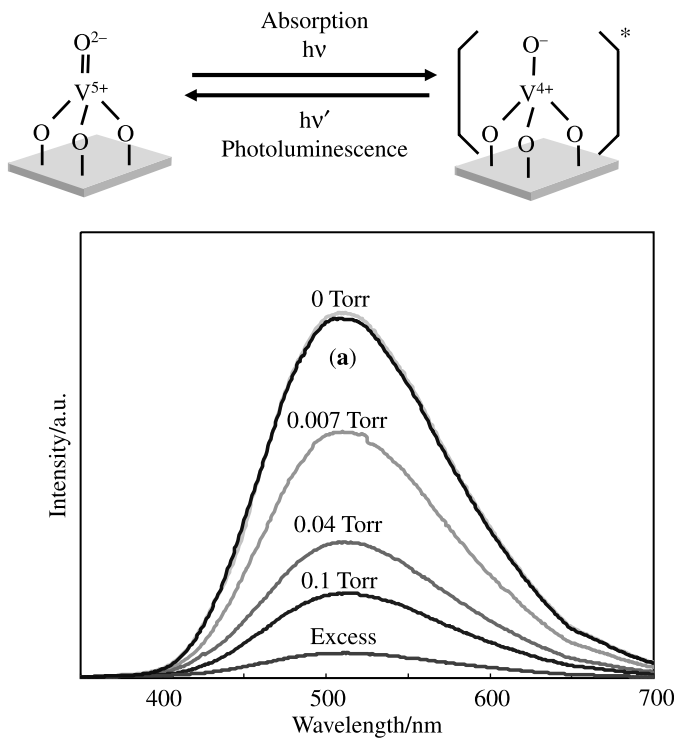 Absorption
hν
O²⁻
V⁵⁺
O
O
O
hν′
Photoluminescence
*
O⁻
V⁴⁺
O
O
O
0 Torr
(a)
0.007 Torr
0.04 Torr
0.1 Torr
Excess
Intensity/a.u.
400 500 600 700
Wavelength/nm